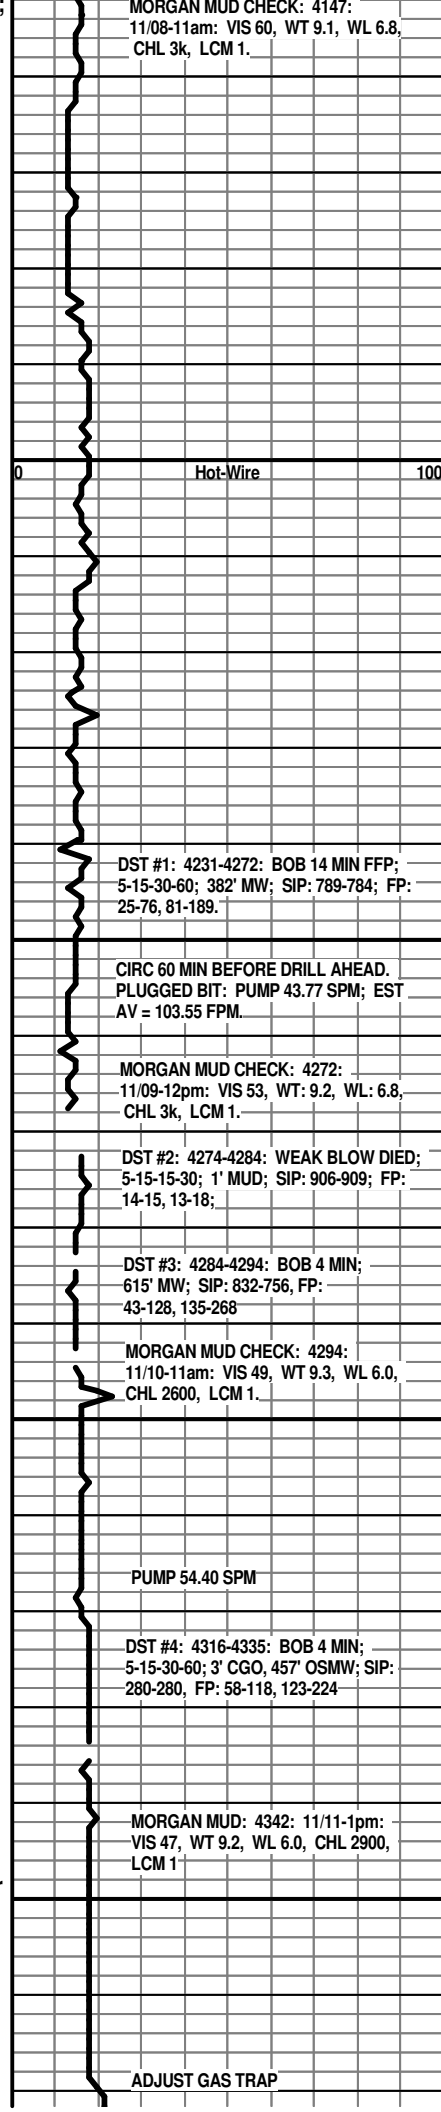 MORGAN MUD CHECK: 4147:
11/08-11am: VIS 60, WT 9.1, WL 6.8,
CHL 3k, LCM 1.
0 Hot-Wire 100
DST #1: 4231-4272: BOB 14 MIN FFP;
5-15-30-60; 382' MW; SIP: 789-784; FP:
25-76, 81-189.
CIRC 60 MIN BEFORE DRILL AHEAD.
PLUGGED BIT: PUMP 43.77 SPM; EST
AV = 103.55 FPM.
MORGAN MUD CHECK: 4272:
11/09-12pm: VIS 53, WT: 9.2, WL: 6.8,
CHL 3k, LCM 1.
DST #2: 4274-4284: WEAK BLOW DIED;
5-15-15-30; 1' MUD; SIP: 906-909; FP:
14-15, 13-18;
DST #3: 4284-4294: BOB 4 MIN;
615' MW; SIP: 832-756, FP:
43-128, 135-268
MORGAN MUD CHECK: 4294:
11/10-11am: VIS 49, WT 9.3, WL 6.0,
CHL 2600, LCM 1.
PUMP 54.40 SPM
DST #4: 4316-4335: BOB 4 MIN;
5-15-30-60; 3' CGO, 457' OSMW; SIP:
280-280, FP: 58-118, 123-224
MORGAN MUD: 4342: 11/11-1pm:
VIS 47, WT 9.2, WL 6.0, CHL 2900,
LCM 1
ADJUST GAS TRAP